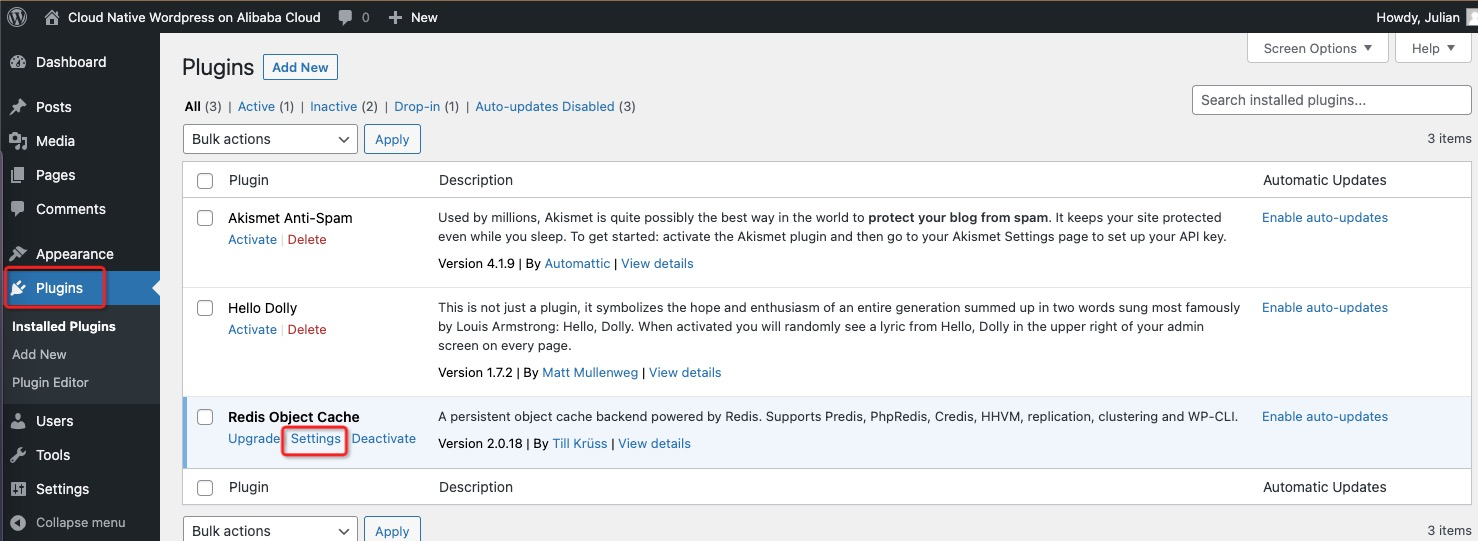 Cloud Native Wordpress on Alibaba Cloud 0 New Howdy, Julian
Dashboard
Posts
Media
Pages
Comments
Appearance
Plugins
Installed Plugins
Add New
Plugin Editor
Users
Tools
Settings
Collapse menu
Screen Options Help
Plugins Add New
All (3) | Active (1) | Inactive (2) | Drop-in (1) | Auto-updates Disabled (3)
Search installed plugins...
Bulk actions Apply 3 items
Plugin Description Automatic Updates
Akismet Anti-Spam
Activate | Delete
Used by millions, Akismet is quite possibly the best way in the world to protect your blog from spam. It keeps your site protected
even while you sleep. To get started: activate the Akismet plugin and then go to your Akismet Settings page to set up your API key.
Version 4.1.9 | By Automattic | View details
Enable auto-updates
Hello Dolly
Activate | Delete
This is not just a plugin, it symbolizes the hope and enthusiasm of an entire generation summed up in two words sung most famously
by Louis Armstrong: Hello, Dolly. When activated you will randomly see a lyric from Hello, Dolly in the upper right of your admin
screen on every page.
Version 1.7.2 | By Matt Mullenweg | View details
Enable auto-updates
Redis Object Cache
Upgrade Settings Deactivate
A persistent object cache backend powered by Redis. Supports Predis, PhpRedis, Credis, HHVM, replication, clustering and WP-CLI.
Version 2.0.18 | By Till Krüss | View details
Enable auto-updates
Plugin Description Automatic Updates
Bulk actions Apply 3 items